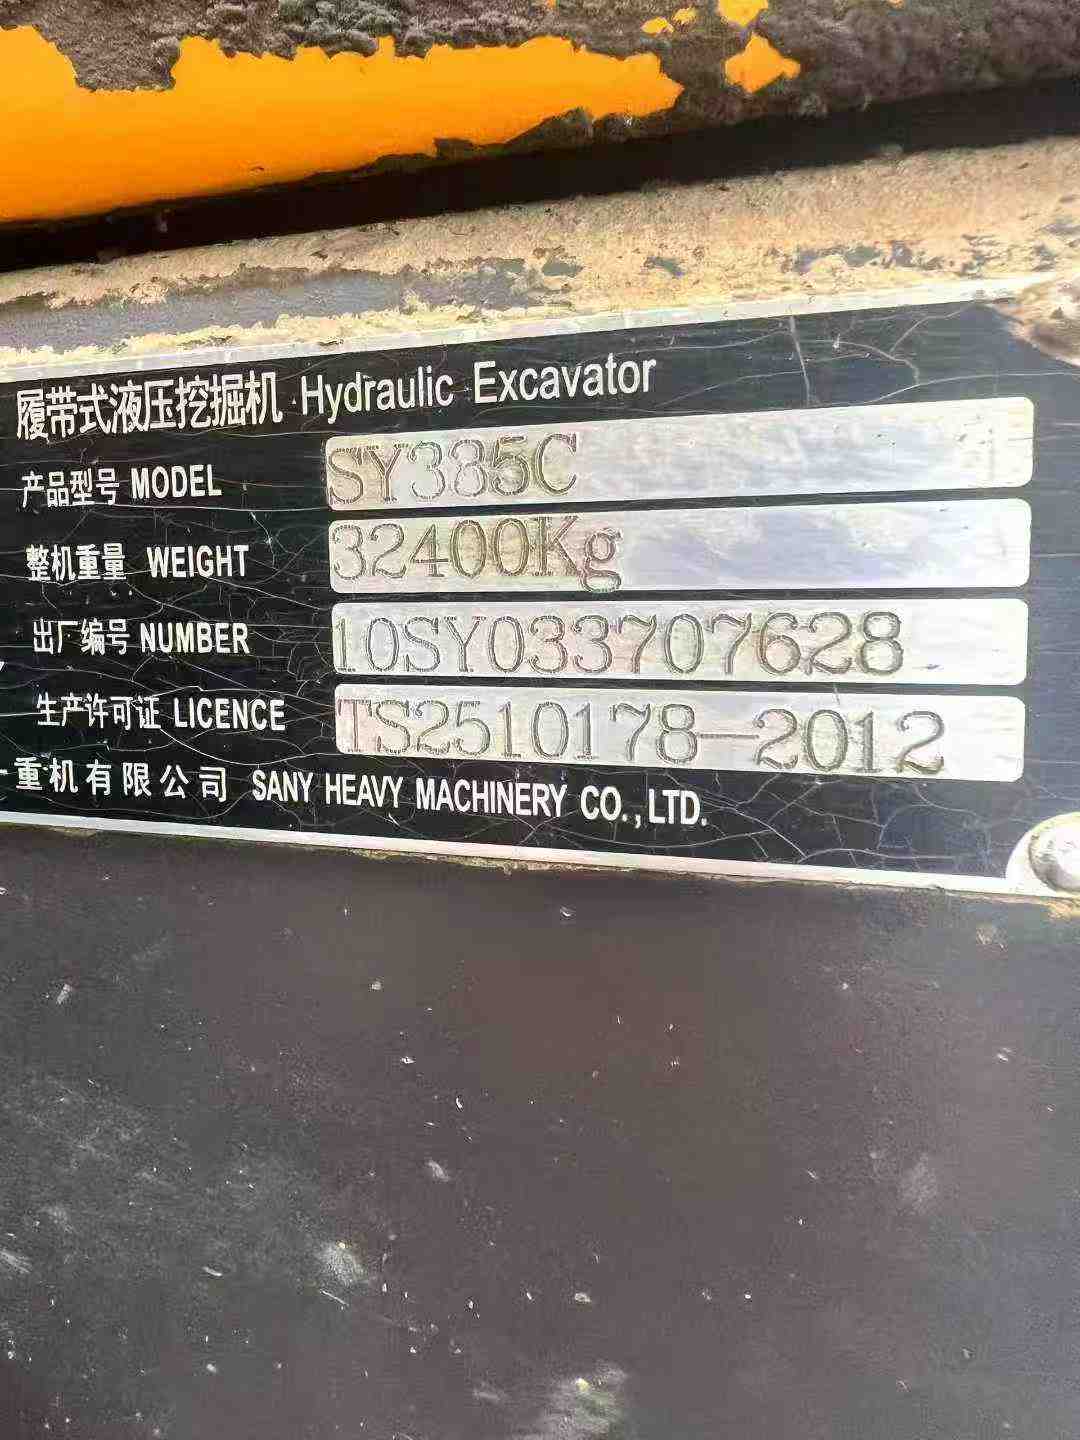 履带式液压挖掘机 Hydraulic Excavator
产品型号 MODEL SY385C
整机重量 WEIGHT 32400Kg
出厂编号 NUMBER 10SY033707628
生产许可证 LICENCE TS2510178-2012
一重机有限公司 SANY HEAVY MACHINERY CO.,LTD.